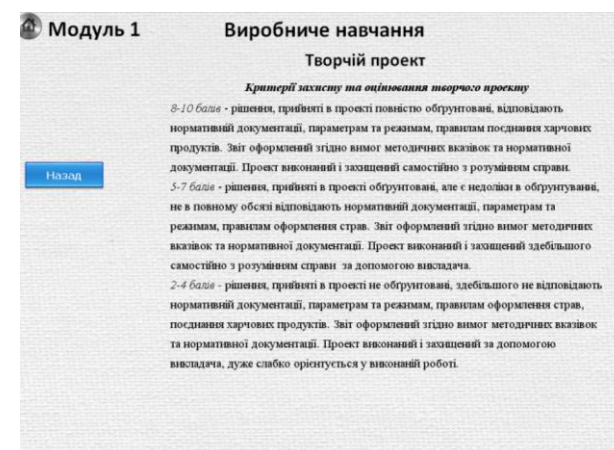 Модуль 1
Виробниче навчання
Творчій проект
Критерії захисту та оцінювання творчого проекту
8-10 балів - рішення, прийняті в проекті повністю обґрунтовані, відповідають
нормативній документації, параметрам та режимам, правилам поєднання харчових
продуктів. Звіт оформлений згідно вимог методичних вказівок та нормативної
документації. Проект виконаний і захищений самостійно з розумінням справи.
Назад
5-7 балів - рішення, прийняті в проекті обґрунтовані, але є недоліки в обґрунтуванні,
не в повному обсязі відповідають нормативній документації, параметрам та
режимам, правилам оформлення страв. Звіт оформлений згідно вимог методичних
вказівок та нормативної документації. Проект виконаний і захищений здебільшого
самостійно з розумінням справи за допомогою викладача.
2-4 балів - рішення, прийняті в проекті не обґрунтовані, здебільшого не відповідають
нормативній документації, параметрам та режимам, правилам оформлення страв,
поєднання харчових продуктів. Звіт оформлений згідно вимог методичних вказівок
та нормативної документації. Проект виконаний і захищений за допомогою
викладача, дуже слабко орієнтується у виконаній роботі.